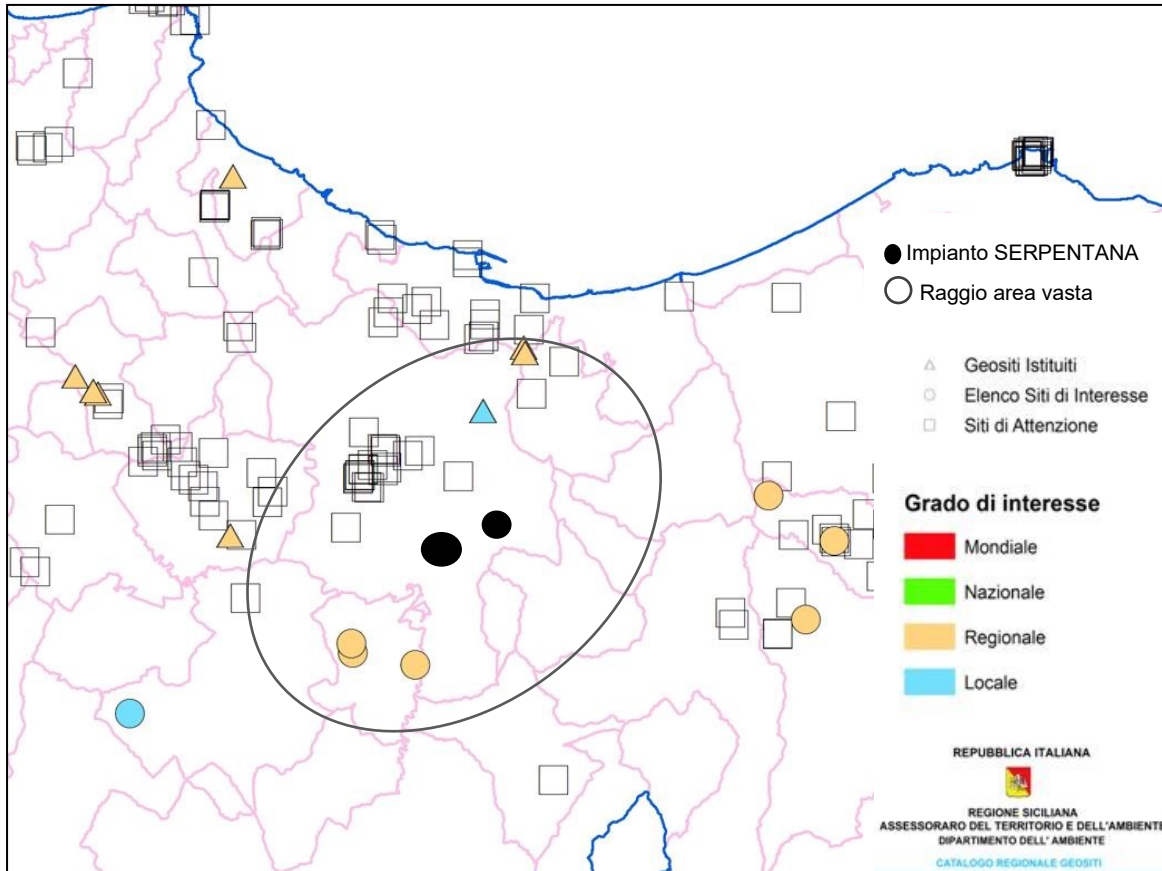 Impianto SERPENTANA
Raggio area vasta
Geositi Istituiti
Elenco Siti di Interesse
Siti di Attenzione
Grado di interesse
Mondiale
Nazionale
Regionale
Locale
REPUBBLICA ITALIANA
REGIONE SICILIANA
ASSESSORARO DEL TERRITORIO E DELL'AMBIENTE
DIPARTIMENTO DELL' AMBIENTE
CATALOGO REGIONALE GEOSITI